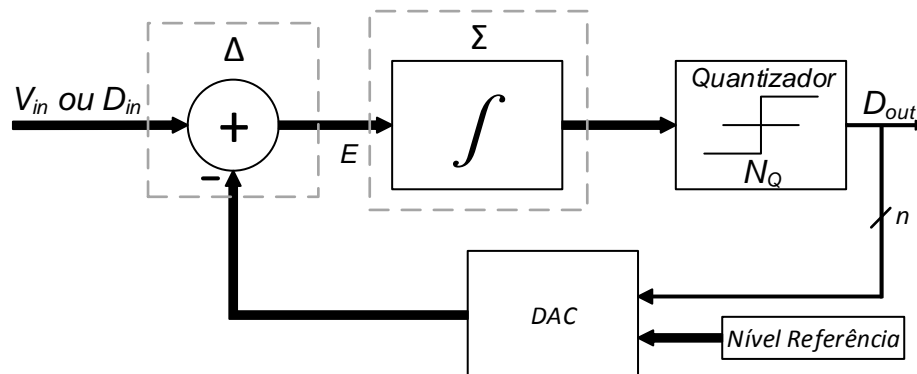 Δ
Σ
V_in ou D_in
+
−
E
∫
Quantizador
N_Q
D_out
n
DAC
Nível Referência